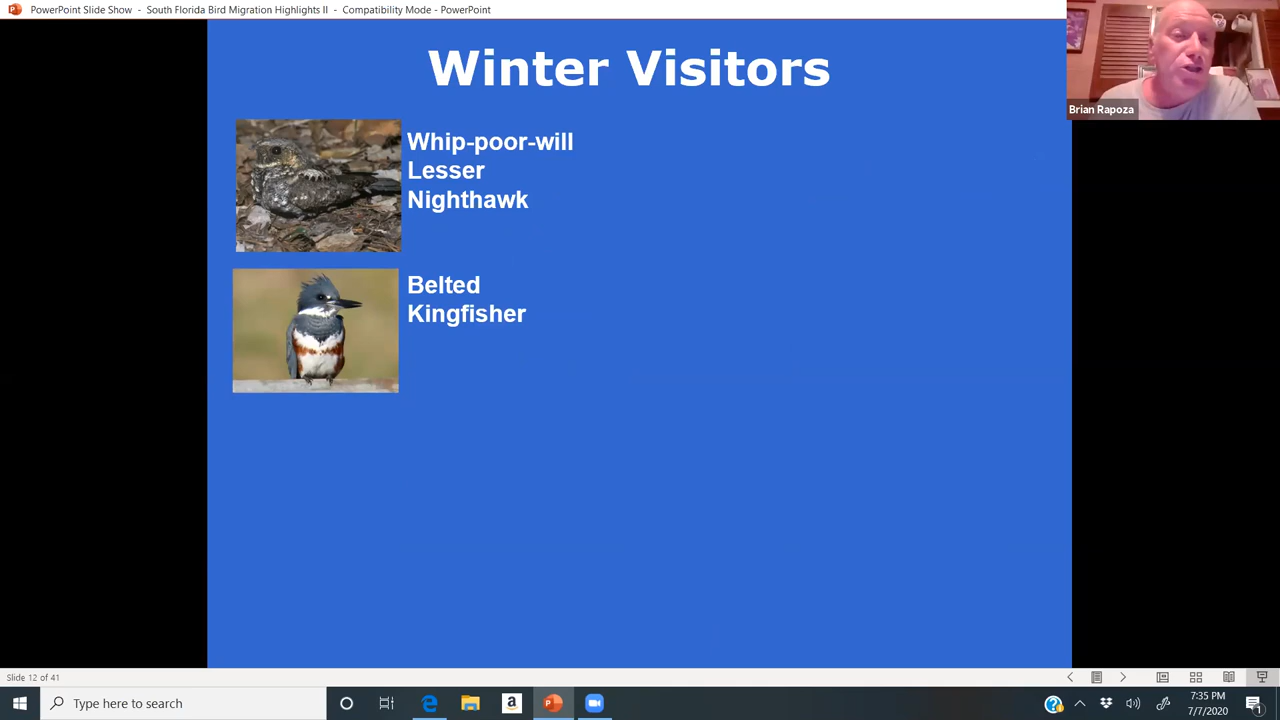 PowerPoint Slide Show - South Florida Bird Migration Highlights II - Compatibility Mode - PowerPoint
Brian Rapoza
Winter Visitors
Whip-poor-will
Lesser
Nighthawk
Belted
Kingfisher
Slide 12 of 41
Type here to search
7:35 PM
7/7/2020
1